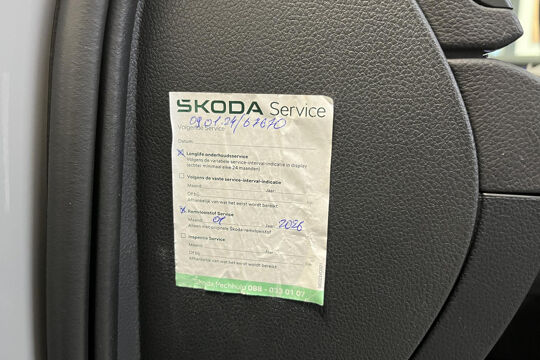 ŠKODA Service
09.01.24/67670
Volgende Service
Datum:
x Longlife onderhoudsservice
Volgens de variabele service-interval-indicatie in display
(echter minimaal elke 24 maanden)
Volgens de vaste service-interval-indicatie
Maand: Jaar:
Of bij
Afhankelijk van wat het eerst wordt bereikt
x Remvloeistof Service
Maand: 01 Jaar: 2026
Alleen met originele Škoda remvloeistof
Inspectie Service
Maand: Jaar:
Of bij
Afhankelijk van wat het eerst wordt bereikt
Škoda Pechhulp 088 - 033 01 07